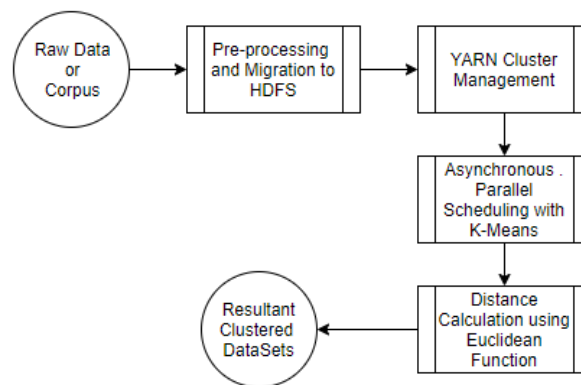 Raw Data
or
Corpus
Pre-processing
and Migration to
HDFS
YARN Cluster
Management
Asynchronous .
Parallel
Scheduling with
K-Means
Distance
Calculation using
Euclidean
Function
Resultant
Clustered
DataSets